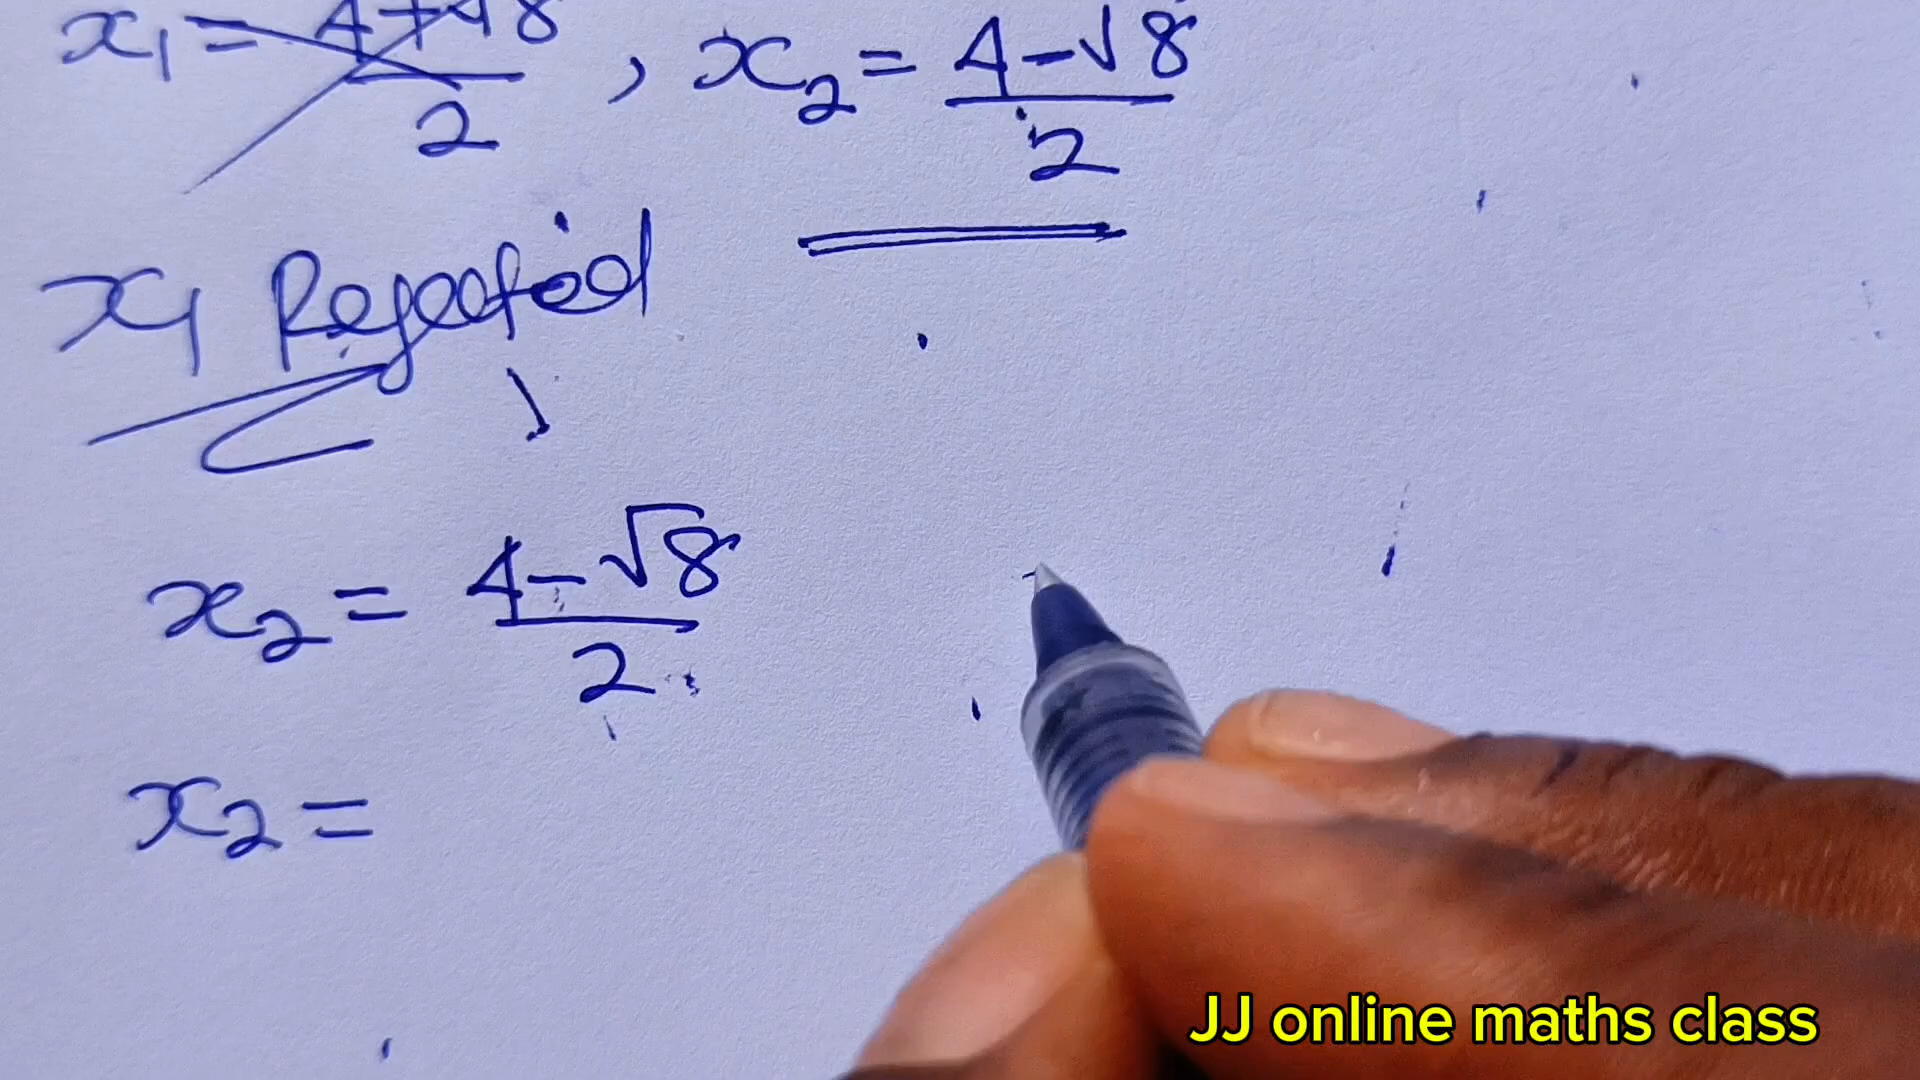 x₁ = 4+√8 / 2 , x₂ = 4-√8 / 2
x₁ Rejected
x₂ = 4-√8 / 2
x₂ =
JJ online maths class